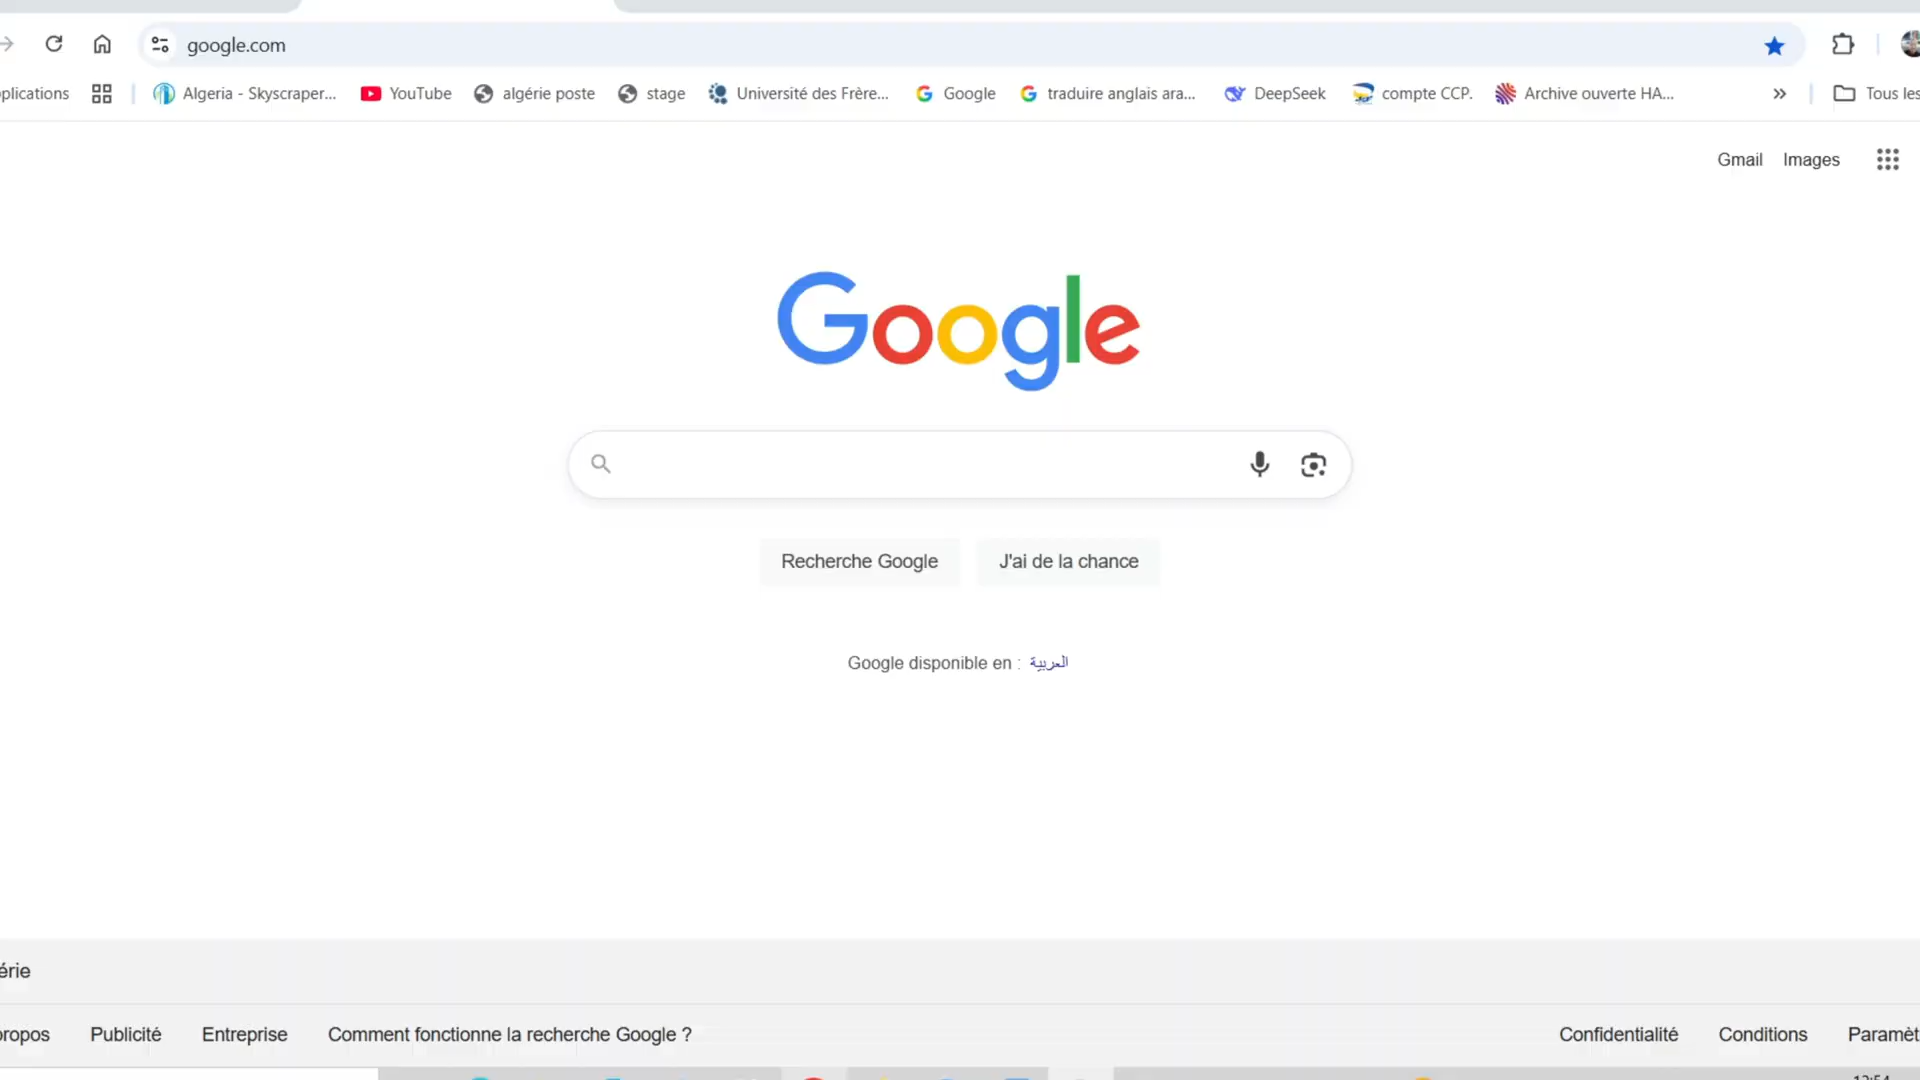 google.com
plications
Algeria - Skyscraper...
YouTube
algérie poste
stage
Université des Frère...
Google
traduire anglais ara...
DeepSeek
compte CCP.
Archive ouverte HA...
Tous les
Gmail
Images
Google
Recherche Google
J'ai de la chance
Google disponible en : العربية
érie
propos
Publicité
Entreprise
Comment fonctionne la recherche Google ?
Confidentialité
Conditions
Paramèt